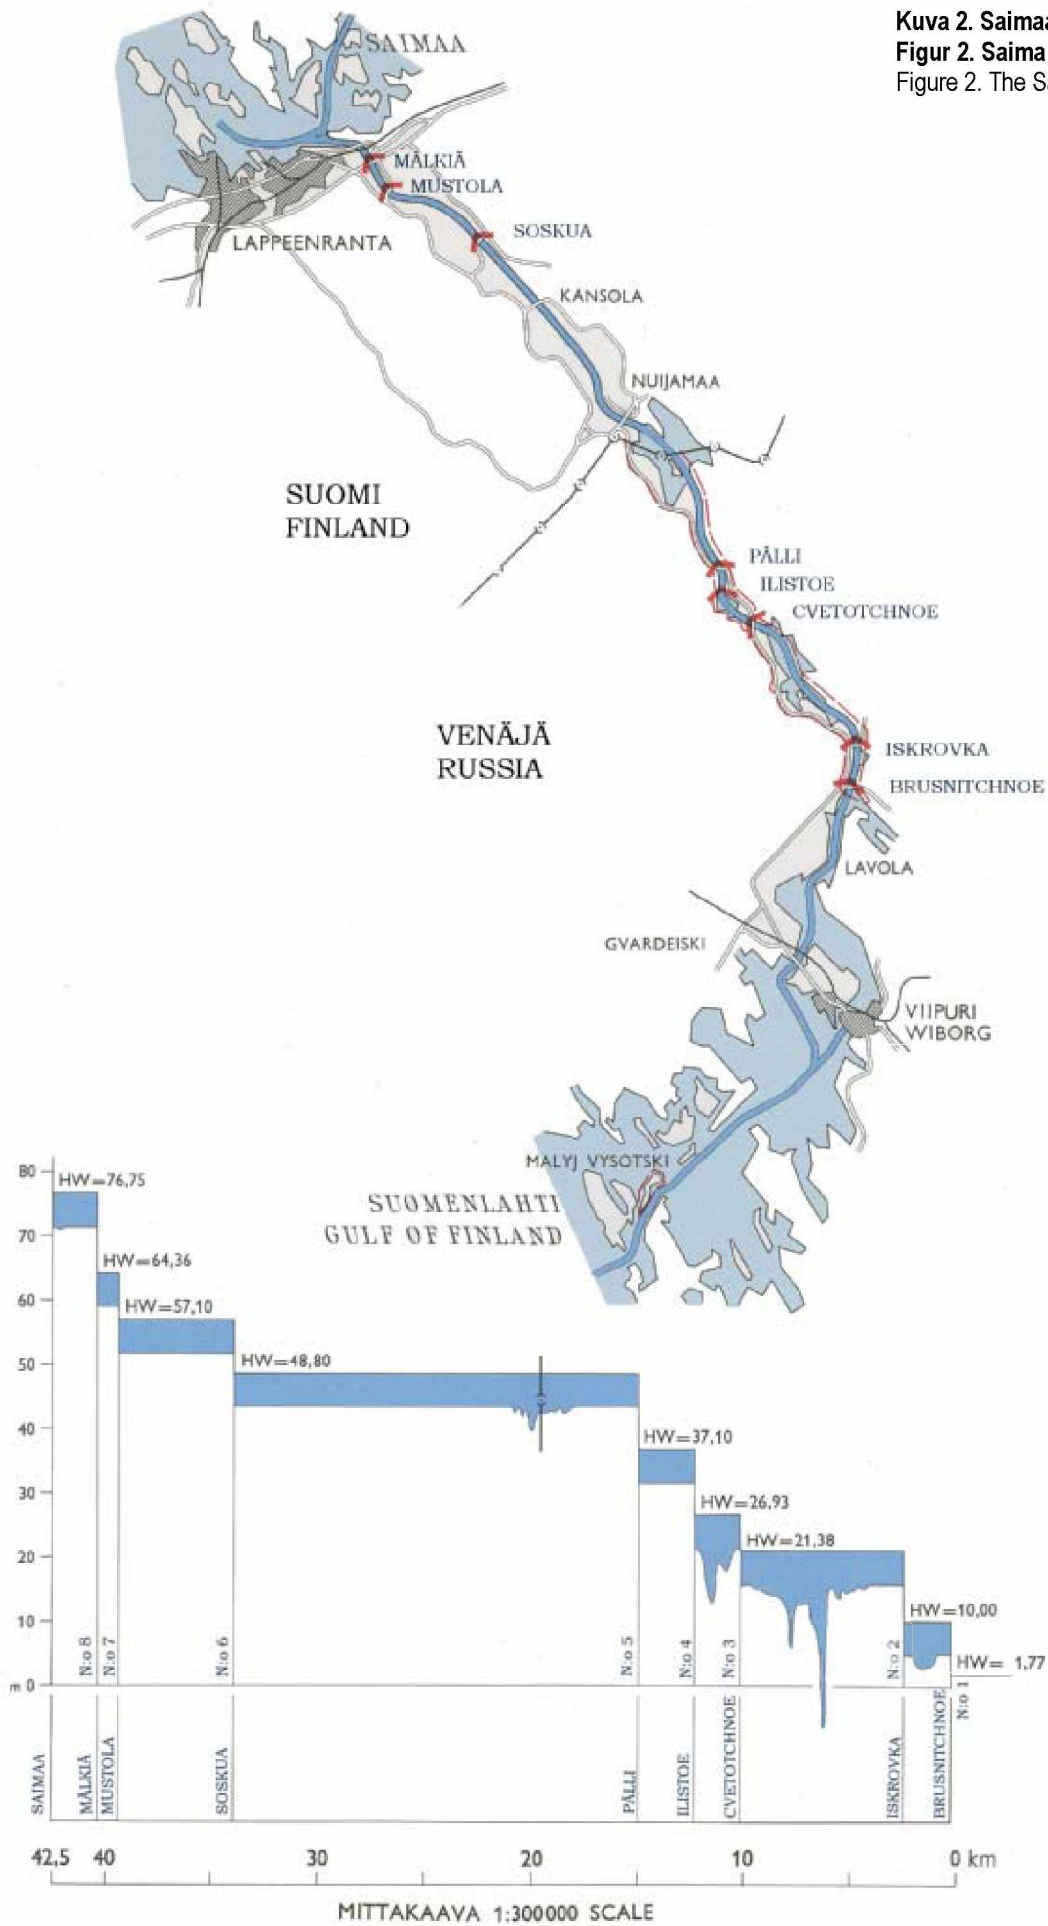 Kuva 2. Saimaa
Figur 2. Saima
Figure 2. The Sa
SAIMAA
MÄLKIÄ
MUSTOLA
SOSKUA
LAPPEENRANTA
KANSOLA
NUIJAMAA
SUOMI
FINLAND
PÄLLI
ILISTOE
CVETOTCHNOE
VENÄJÄ
RUSSIA
ISKROVKA
BRUSNITCHNOE
LAVOLA
GVARDEISKI
VIIPURI
WIBORG
MALYJ VYSOTSKI
SUOMENLAHTI
GULF OF FINLAND
80
HW=76,75
70
HW=64,36
60
HW=57,10
50
HW=48,80
40
HW=37,10
30
HW=26,93
HW=21,38
20
10
HW=10,00
HW= 1,77
m 0
N:o 8
N:o 7
N:o 6
N:o 5
N:o 4
N:o 3
N:o 2
N:o 1
SAIMAA
MÄLKIÄ
MUSTOLA
SOSKUA
PÄLLI
ILISTOE
CVETOTCHNOE
ISKROVKA
BRUSNITCHNOE
42,5 40 30 20 10 0 km
MITTAKAAVA 1:300000 SCALE